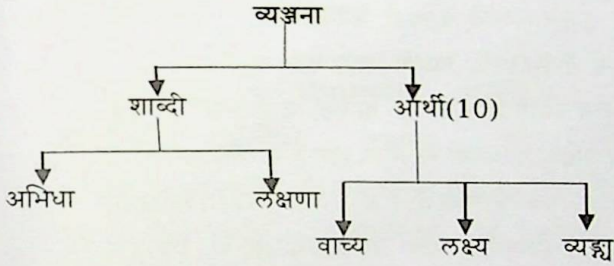 व्यञ्जना
शाब्दी आर्थी(10)
अभिधा लक्षणा
वाच्य लक्ष्य व्यङ्ग्य